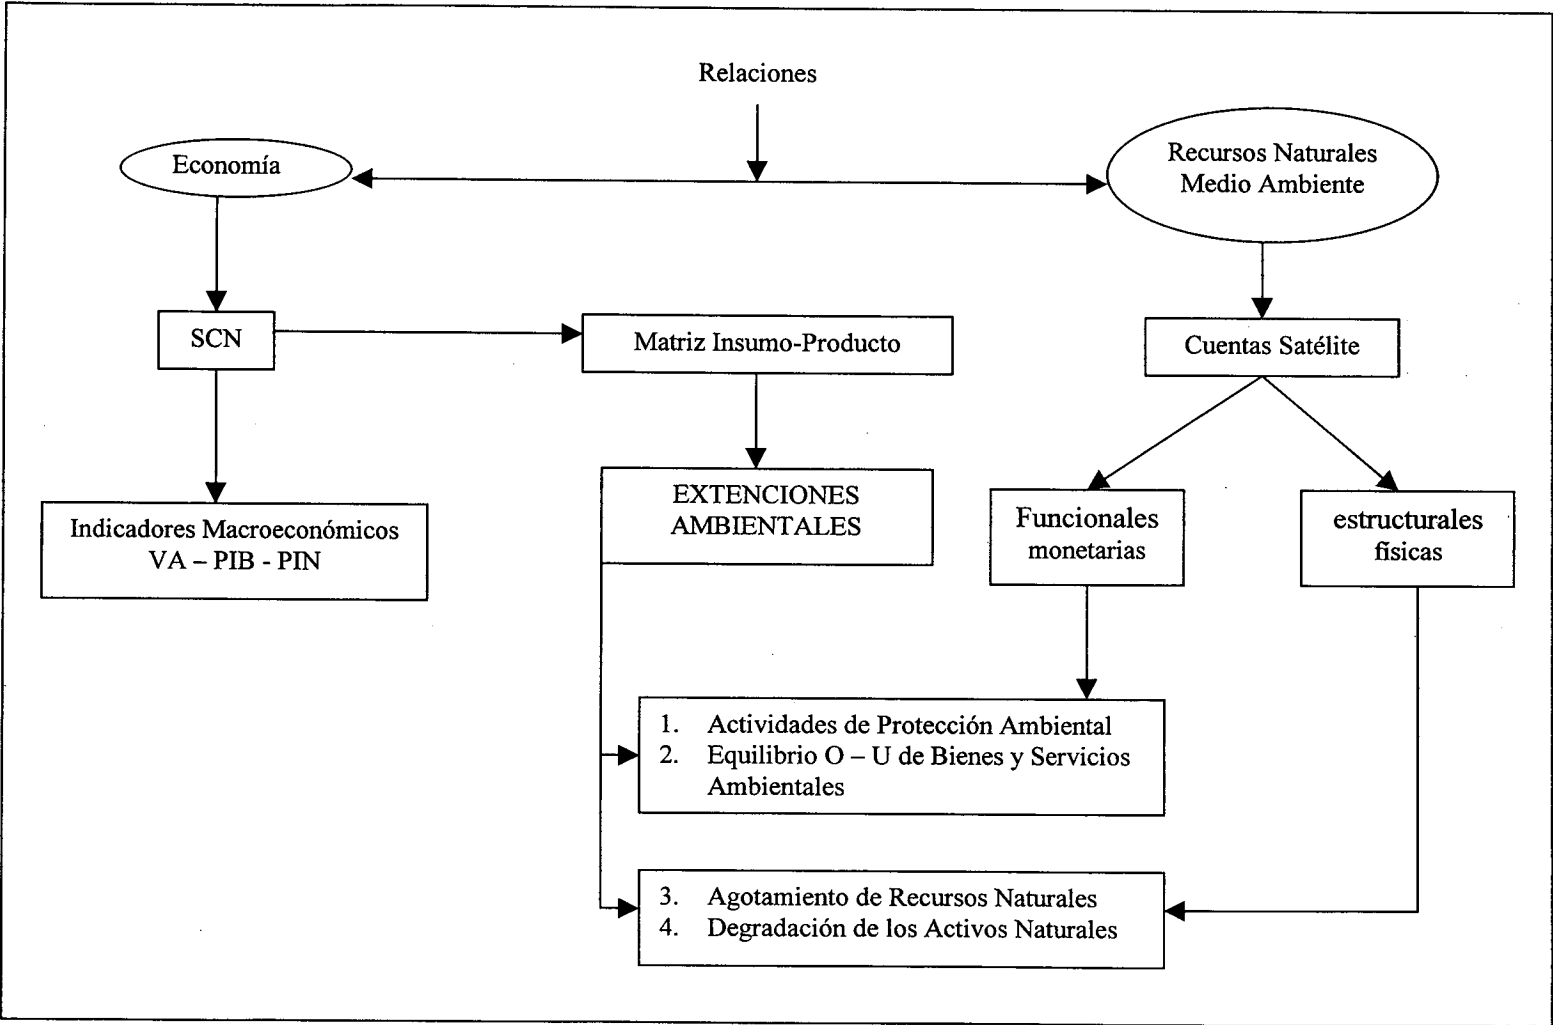 Relaciones
Economía
Recursos Naturales
Medio Ambiente
SCN
Matriz Insumo-Producto
Cuentas Satélite
EXTENCIONES
AMBIENTALES
Funcionales
monetarias
estructurales
físicas
Indicadores Macroeconómicos
VA – PIB - PIN
1. Actividades de Protección Ambiental
2. Equilibrio O – U de Bienes y Servicios
Ambientales
3. Agotamiento de Recursos Naturales
4. Degradación de los Activos Naturales